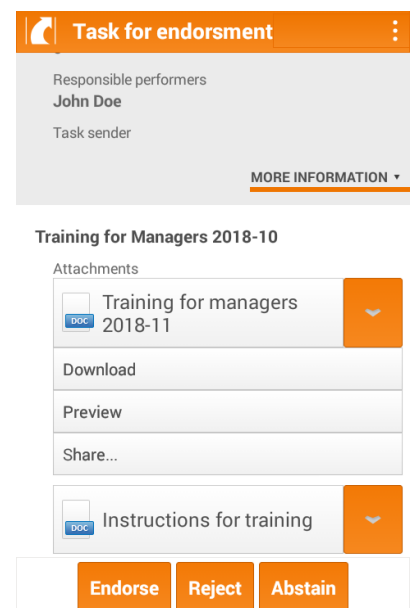 Task for endorsment
Responsible performers
John Doe
Task sender
MORE INFORMATION
Training for Managers 2018-10
Attachments
DOC
Training for managers
2018-11
Download
Preview
Share...
DOC
Instructions for training
Endorse
Reject
Abstain